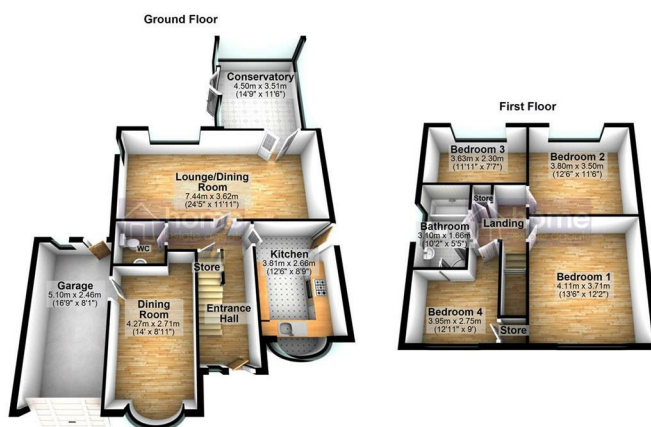 Ground Floor
Conservatory
4.50m x 3.51m
(14'9" x 11'6")
Lounge/Dining
Room
7.44m x 3.62m
(24'5" x 11'11")
WC
Store
Kitchen
3.81m x 2.66m
(12'6" x 8'9")
Garage
5.10m x 2.46m
(16'9" x 8'1")
Dining
Room
4.27m x 2.71m
(14' x 8'11")
Entrance
Hall
First Floor
Bedroom 3
3.63m x 2.30m
(11'11" x 7'7")
Bedroom 2
3.80m x 3.50m
(12'6" x 11'6")
Store
Bathroom
3.10m x 1.66m
(10'2" x 5'5")
Landing
Bedroom 1
4.11m x 3.71m
(13'6" x 12'2")
Bedroom 4
3.95m x 2.75m
(12'11" x 9')
Store